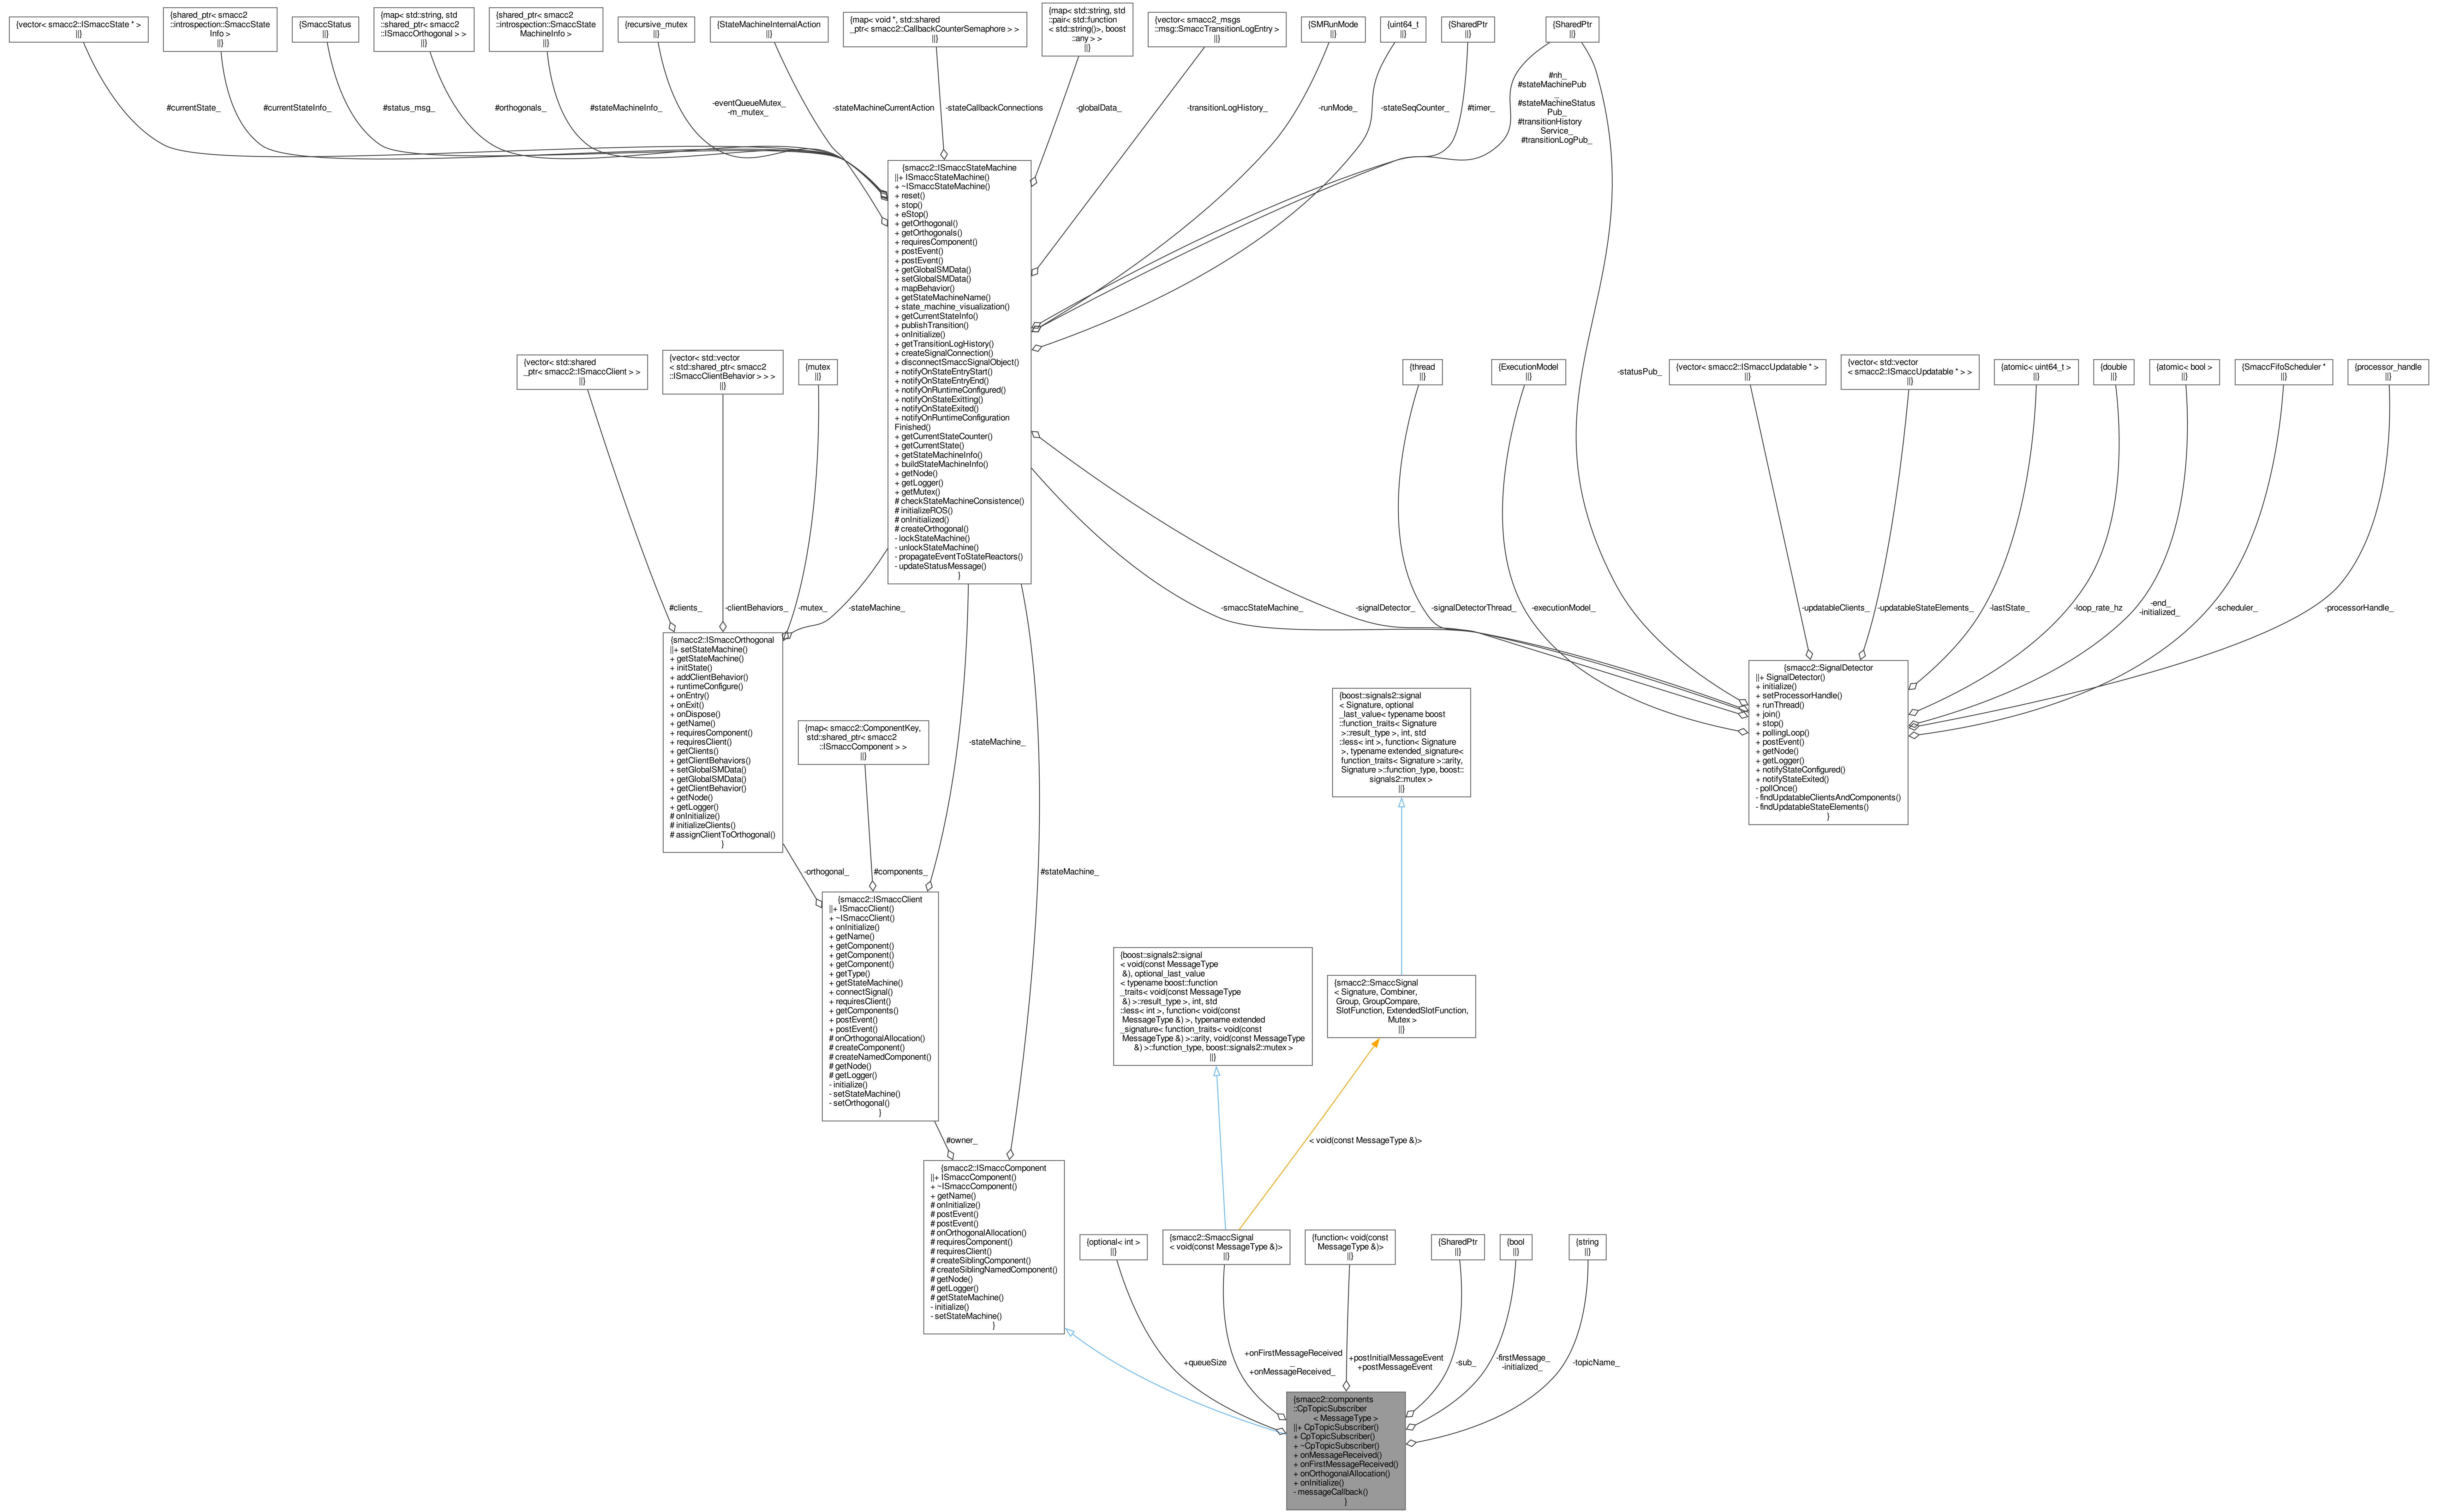 {vector< smacc2::ISmaccState * >
||}
{shared_ptr< smacc2
::introspection::SmaccState
Info >
||}
{SmaccStatus
||}
{map< std::string, std
::shared_ptr< smacc2
::ISmaccOrthogonal > >
||}
{shared_ptr< smacc2
::introspection::SmaccState
MachineInfo >
||}
{recursive_mutex
||}
{StateMachineInternalAction
||}
{map< void *, std::shared
_ptr< smacc2::CallbackCounterSemaphore > >
||}
{map< std::string, std
::pair< std::function
< std::string()>, boost
::any > >
||}
{vector< smacc2_msgs
::msg::SmaccTransitionLogEntry >
||}
{SMRunMode
||}
{uint64_t
||}
{SharedPtr
||}
{SharedPtr
||}
#currentState_
#currentStateInfo_
#status_msg_
#orthogonals_
#stateMachineInfo_
-eventQueueMutex_
-m_mutex_
-stateMachineCurrentAction
-stateCallbackConnections
-globalData_
-transitionLogHistory_
-runMode_
-stateSeqCounter_
#timer_
#nh_
#stateMachinePub
_
#stateMachineStatus
Pub_
#transitionHistory
Service_
#transitionLogPub_
{smacc2::ISmaccStateMachine
||+ ISmaccStateMachine()
+ ~ISmaccStateMachine()
+ reset()
+ stop()
+ eStop()
+ getOrthogonal()
+ getOrthogonals()
+ requiresComponent()
+ postEvent()
+ postEvent()
+ getGlobalSMData()
+ setGlobalSMData()
+ mapBehavior()
+ getStateMachineName()
+ state_machine_visualization()
+ getCurrentStateInfo()
+ publishTransition()
+ onInitialize()
+ getTransitionLogHistory()
+ createSignalConnection()
+ disconnectSmaccSignalObject()
+ notifyOnStateEntryStart()
+ notifyOnStateEntryEnd()
+ notifyOnRuntimeConfigured()
+ notifyOnStateExitting()
+ notifyOnStateExited()
+ notifyOnRuntimeConfiguration
Finished()
+ getCurrentStateCounter()
+ getCurrentState()
+ getStateMachineInfo()
+ buildStateMachineInfo()
+ getNode()
+ getLogger()
+ getMutex()
# checkStateMachineConsistence()
# initializeROS()
# onInitialized()
# createOrthogonal()
- lockStateMachine()
- unlockStateMachine()
- propagateEventToStateReactors()
- updateStatusMessage()
}
{vector< std::shared
_ptr< smacc2::ISmaccClient > >
||}
{vector< std::vector
< std::shared_ptr< smacc2
::ISmaccClientBehavior > > >
||}
{mutex
||}
{thread
||}
{ExecutionModel
||}
-statusPub_
{vector< smacc2::ISmaccUpdatable * >
||}
{vector< std::vector
< smacc2::ISmaccUpdatable * > >
||}
{atomic< uint64_t >
||}
{double
||}
{atomic< bool >
||}
{SmaccFifoScheduler *
||}
{processor_handle
||}
#clients_
-clientBehaviors_
-mutex_
-stateMachine_
-smaccStateMachine_
-signalDetector_
-signalDetectorThread_
-executionModel_
-updatableClients_
-updatableStateElements_
-lastState_
-loop_rate_hz
-end_
-initialized_
-scheduler_
-processorHandle_
{smacc2::ISmaccOrthogonal
||+ setStateMachine()
+ getStateMachine()
+ initState()
+ addClientBehavior()
+ runtimeConfigure()
+ onEntry()
+ onExit()
+ onDispose()
+ getName()
+ requiresComponent()
+ requiresClient()
+ getClients()
+ getClientBehaviors()
+ setGlobalSMData()
+ getGlobalSMData()
+ getClientBehavior()
+ getNode()
+ getLogger()
# onInitialize()
# initializeClients()
# assignClientToOrthogonal()
}
{smacc2::SignalDetector
||+ SignalDetector()
+ initialize()
+ setProcessorHandle()
+ runThread()
+ join()
+ stop()
+ pollingLoop()
+ postEvent()
+ getNode()
+ getLogger()
+ notifyStateConfigured()
+ notifyStateExited()
- pollOnce()
- findUpdatableClientsAndComponents()
- findUpdatableStateElements()
}
{map< smacc2::ComponentKey,
std::shared_ptr< smacc2
::ISmaccComponent > >
||}
-stateMachine_
{boost::signals2::signal
< Signature, optional
_last_value< typename boost
::function_traits< Signature
>::result_type >, int, std
::less< int >, function< Signature
>, typename extended_signature<
function_traits< Signature >::arity,
Signature >::function_type, boost::
signals2::mutex >
||}
-orthogonal_
#components_
#stateMachine_
{smacc2::ISmaccClient
||+ ISmaccClient()
+ ~ISmaccClient()
+ onInitialize()
+ getName()
+ getComponent()
+ getComponent()
+ getComponent()
+ getType()
+ getStateMachine()
+ connectSignal()
+ requiresClient()
+ getComponents()
+ postEvent()
+ postEvent()
# onOrthogonalAllocation()
# createComponent()
# createNamedComponent()
# getNode()
# getLogger()
- initialize()
- setStateMachine()
- setOrthogonal()
}
{boost::signals2::signal
< void(const MessageType
&), optional_last_value
< typename boost::function
_traits< void(const MessageType
&) >::result_type >, int, std
::less< int >, function< void(const
MessageType &) >, typename extended
_signature< function_traits< void(const
MessageType &) >::arity, void(const MessageType
&) >::function_type, boost::signals2::mutex >
||}
{smacc2::SmaccSignal
< Signature, Combiner,
Group, GroupCompare,
SlotFunction, ExtendedSlotFunction,
Mutex >
||}
#owner_
< void(const MessageType &)>
{smacc2::ISmaccComponent
||+ ISmaccComponent()
+ ~ISmaccComponent()
+ getName()
# onInitialize()
# postEvent()
# postEvent()
# onOrthogonalAllocation()
# requiresComponent()
# requiresClient()
# createSiblingComponent()
# createSiblingNamedComponent()
# getNode()
# getLogger()
# getStateMachine()
- initialize()
- setStateMachine()
}
{optional< int >
||}
{smacc2::SmaccSignal
< void(const MessageType &)>
||}
{function< void(const
MessageType &)>
||}
{SharedPtr
||}
{bool
||}
{string
||}
+queueSize
+onFirstMessageReceived
_
+onMessageReceived_
+postInitialMessageEvent
+postMessageEvent
-sub_
-firstMessage_
-initialized_
-topicName_
{smacc2::components
::CpTopicSubscriber
< MessageType >
||+ CpTopicSubscriber()
+ CpTopicSubscriber()
+ ~CpTopicSubscriber()
+ onMessageReceived()
+ onFirstMessageReceived()
+ onOrthogonalAllocation()
+ onInitialize()
- messageCallback()
}